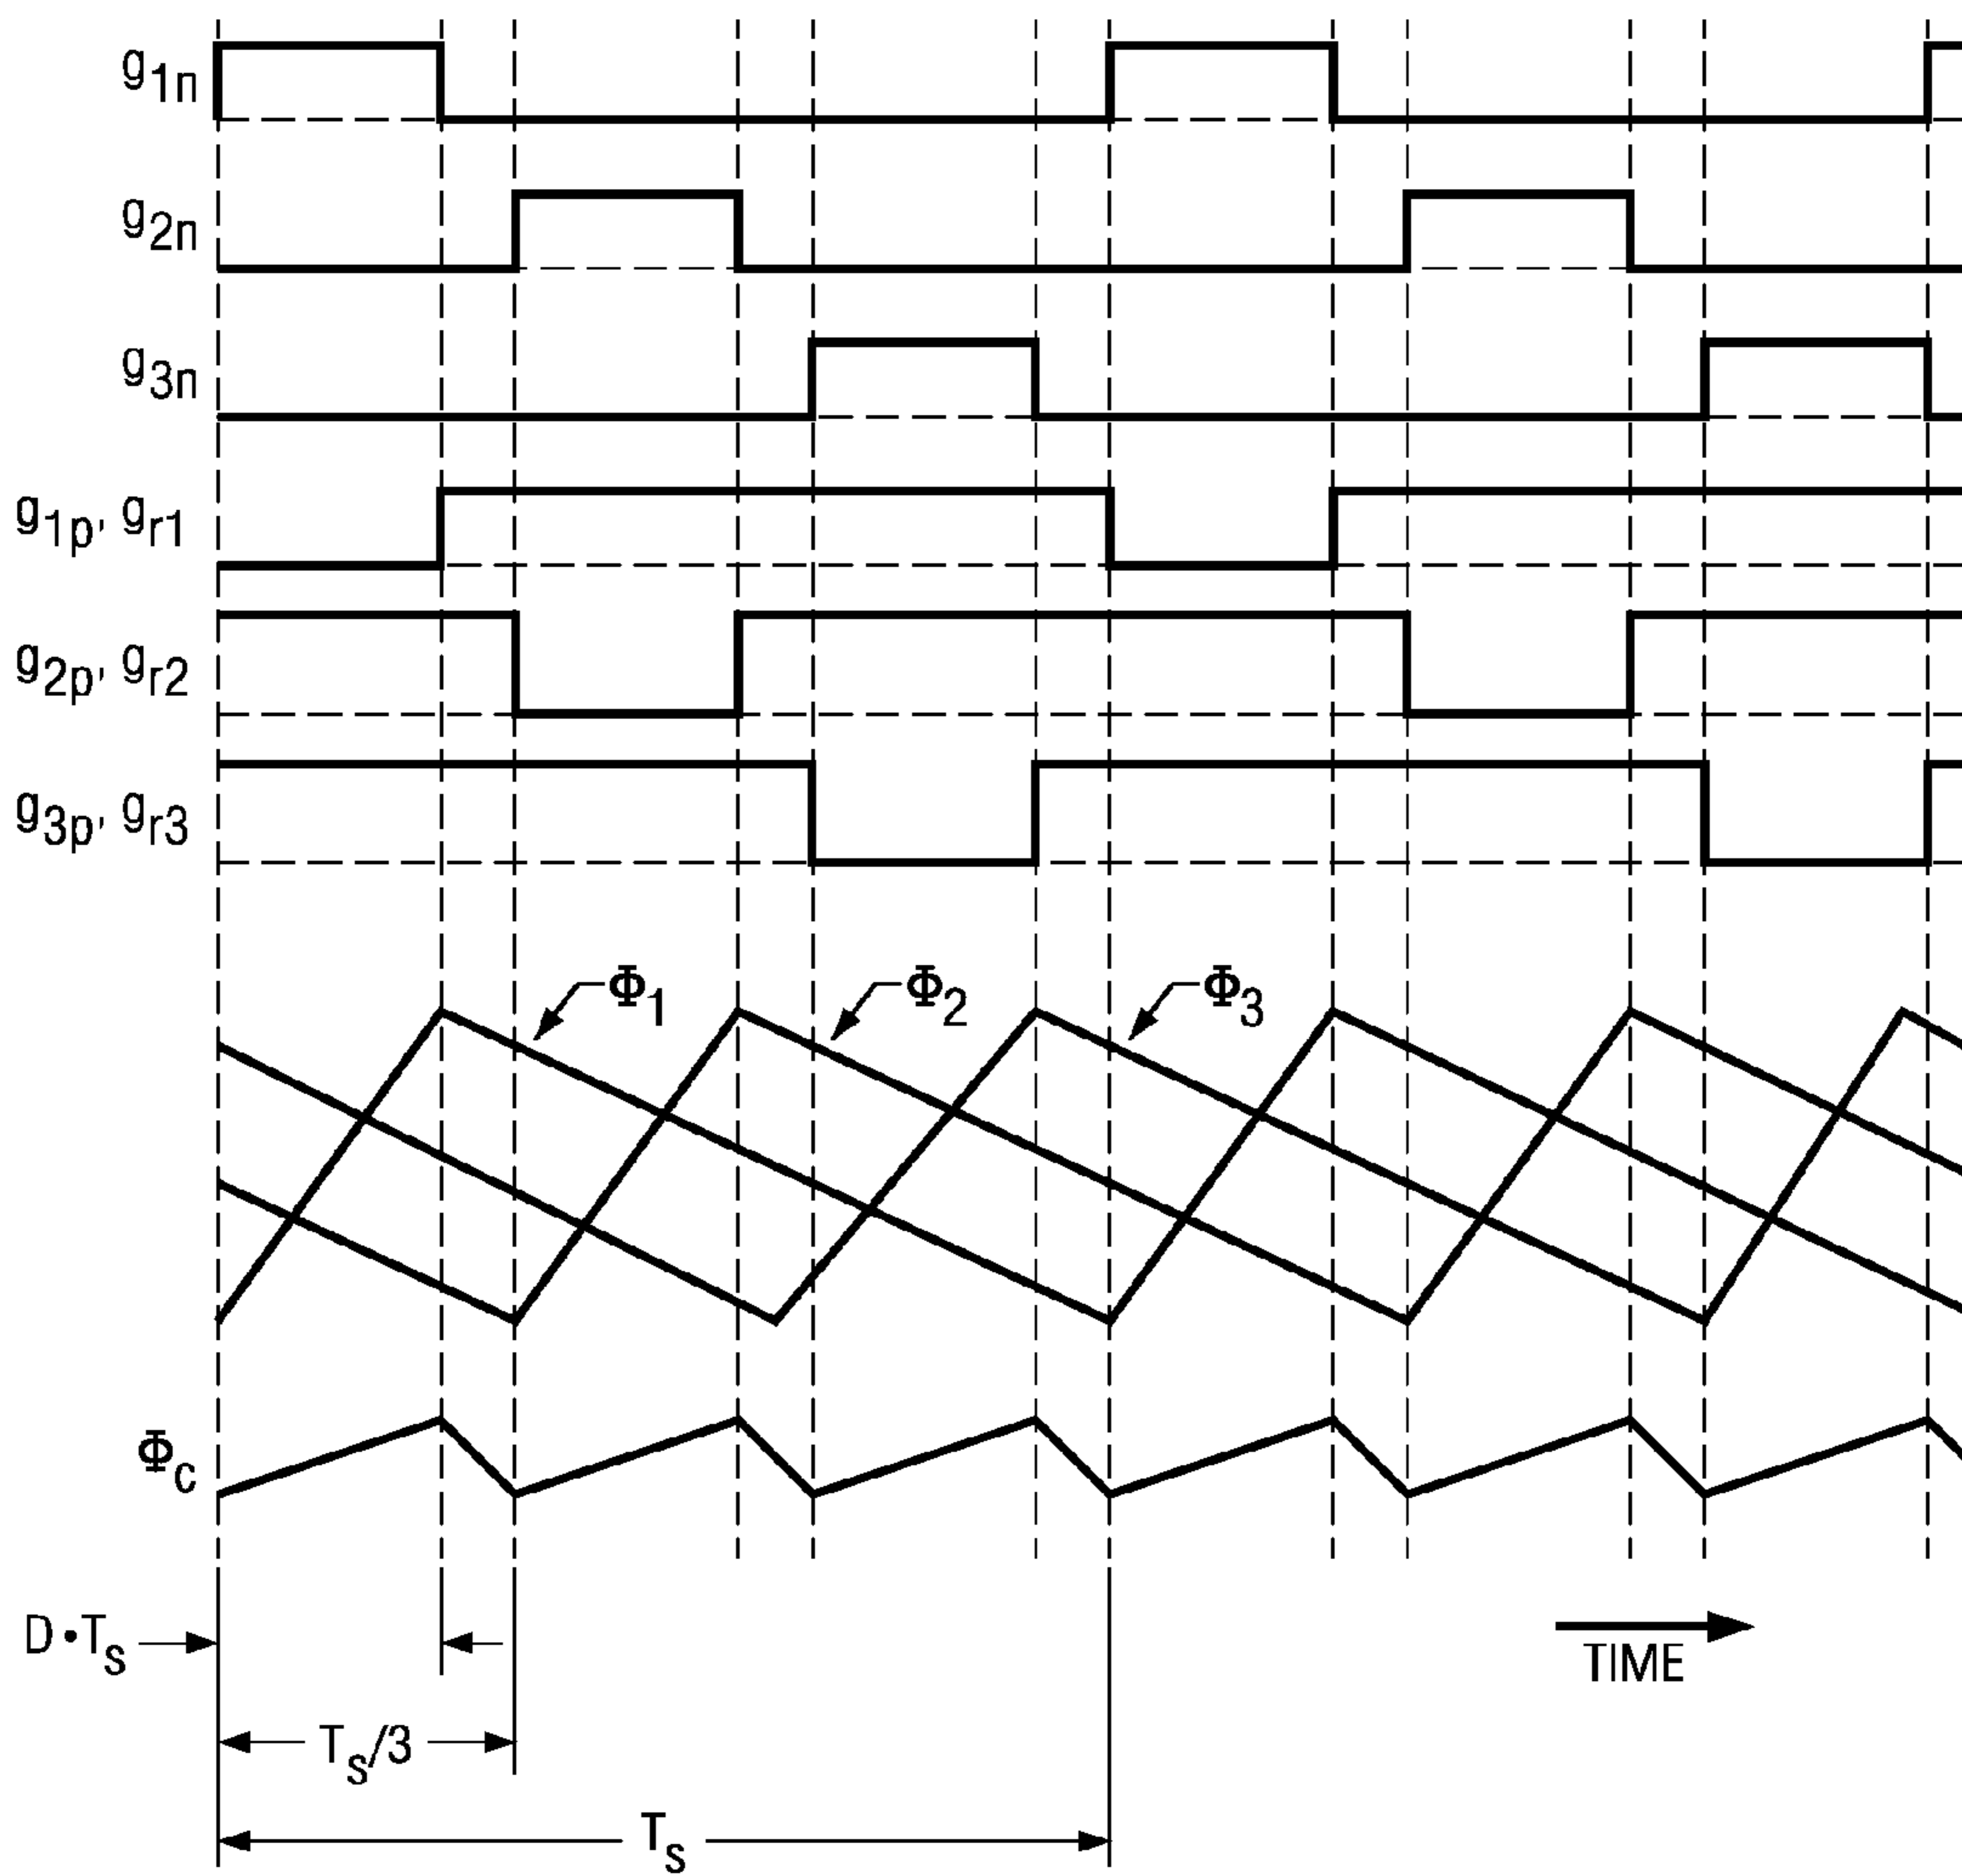 g1n
g2n
g3n
g1p, gr1
g2p, gr2
g3p, gr3
Φ1 Φ2 Φ3
Φc
D•Ts
TIME
Ts/3
Ts